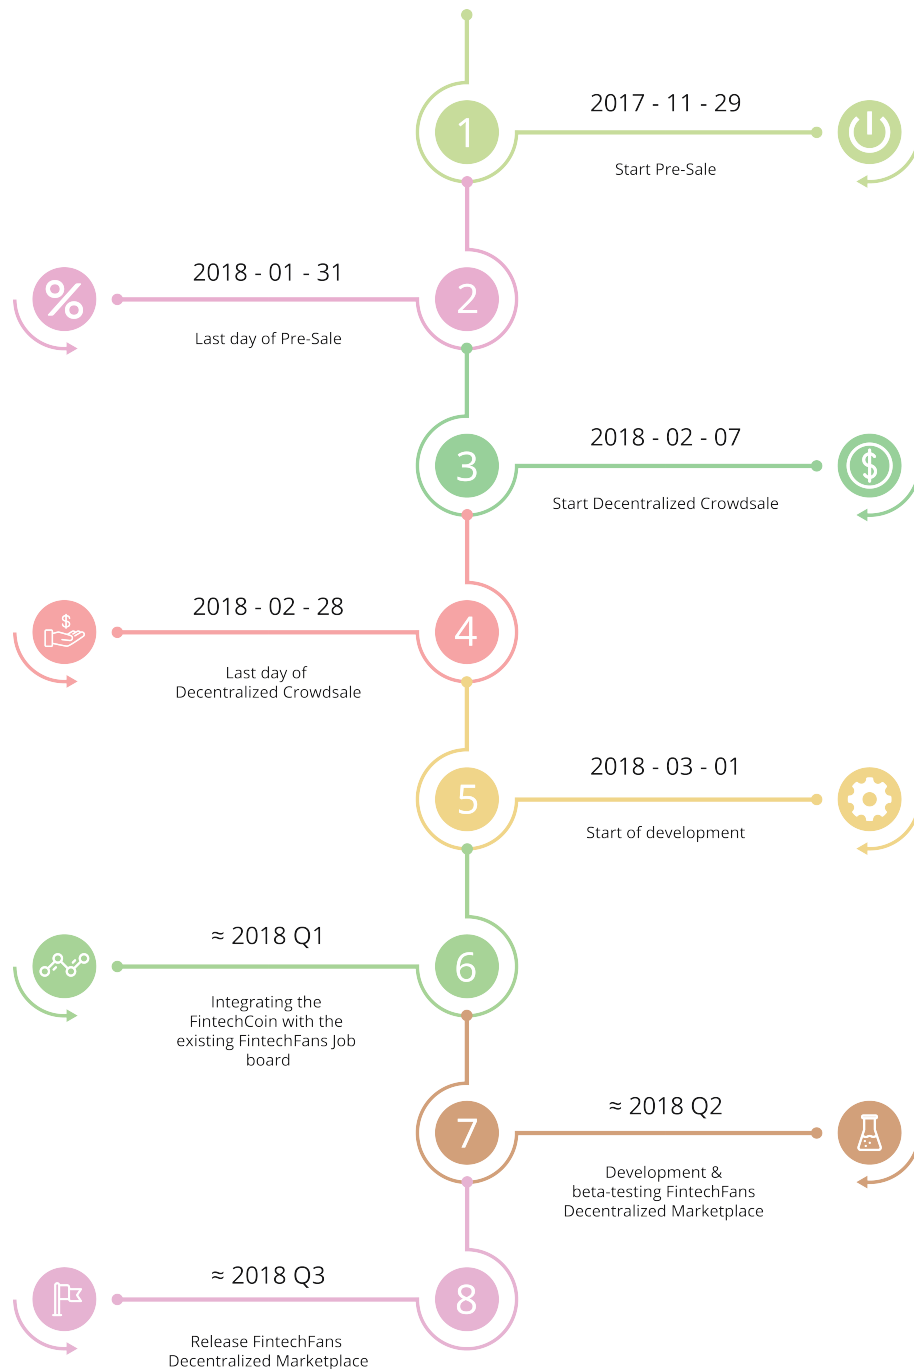 1
2017 - 11 - 29
Start Pre-Sale
%
2018 - 01 - 31
Last day of Pre-Sale
2
3
2018 - 02 - 07
Start Decentralized Crowdsale
$
$
2018 - 02 - 28
Last day of
Decentralized Crowdsale
4
5
2018 - 03 - 01
Start of development
≈ 2018 Q1
Integrating the
FintechCoin with the
existing FintechFans Job
board
6
7
≈ 2018 Q2
Development &
beta-testing FintechFans
Decentralized Marketplace
≈ 2018 Q3
Release FintechFans
Decentralized Marketplace
8